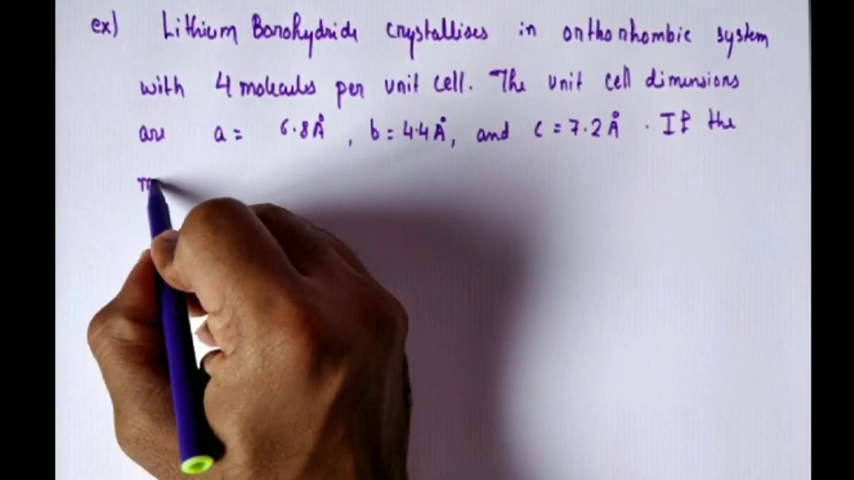 ex) Lithium Borohydride crystallises in orthorhombic system
with 4 molecules per unit cell. The unit cell dimensions
are a = 6.8Å , b = 4.4Å, and c = 7.2Å . If the